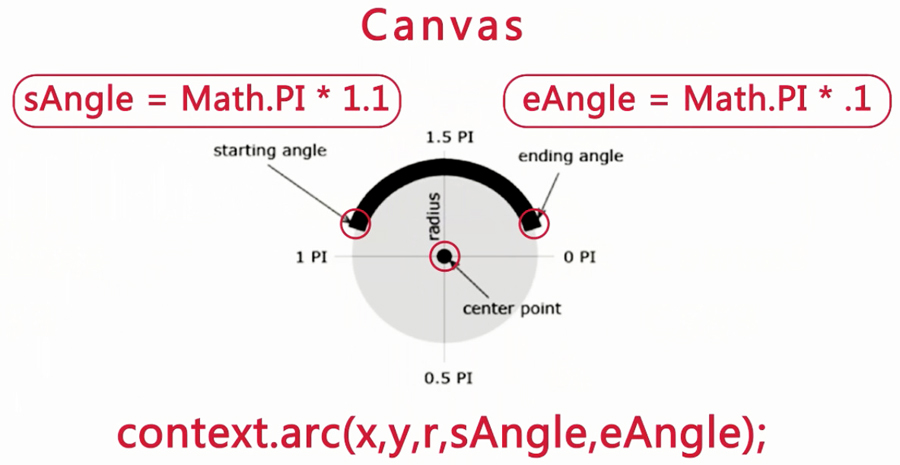 Canvas
sAngle = Math.PI * 1.1
eAngle = Math.PI * .1
1.5 PI
starting angle
ending angle
radius
1 PI
0 PI
center point
0.5 PI
context.arc(x,y,r,sAngle,eAngle);